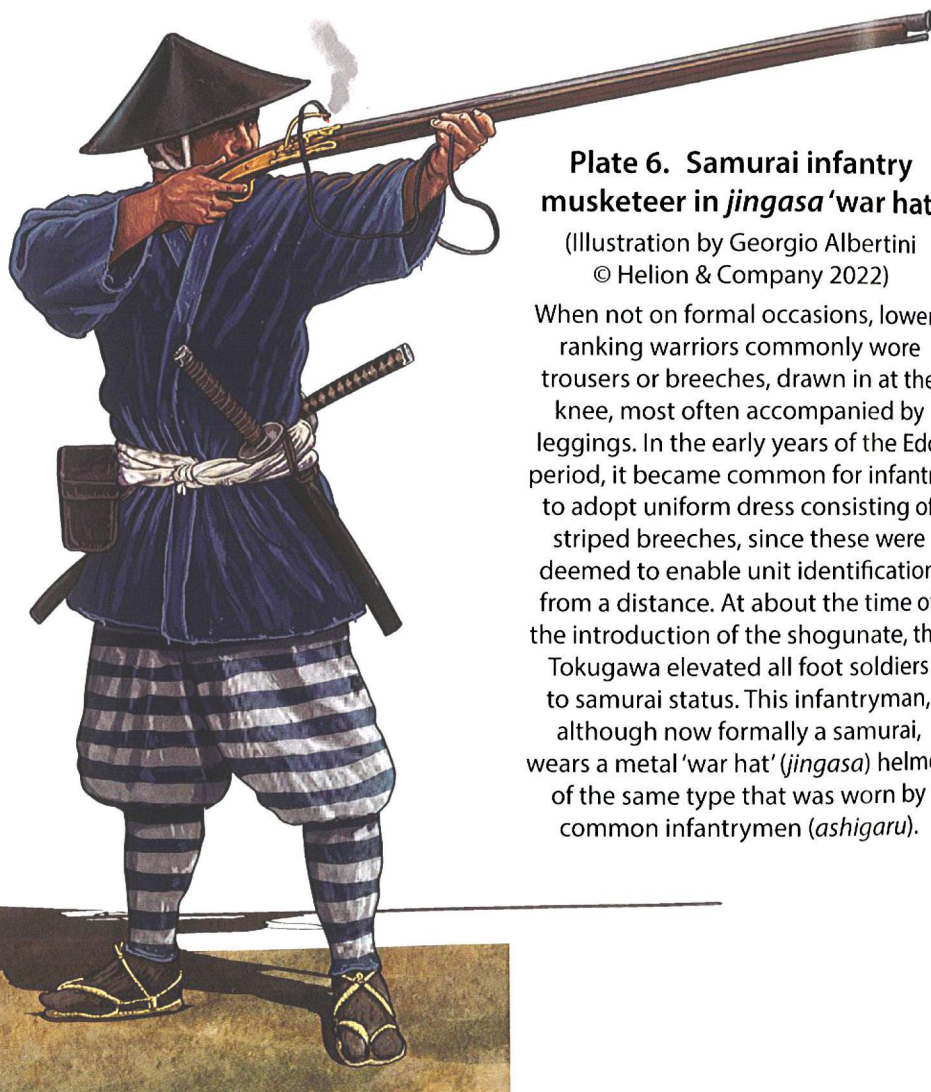 Plate 6. Samurai infantry
musketeer in jingasa ‘war hat
(Illustration by Georgio Albertini
© Helion & Company 2022)
When not on formal occasions, lower
ranking warriors commonly wore
trousers or breeches, drawn in at the
knee, most often accompanied by
leggings. In the early years of the Edo
period, it became common for infantr
to adopt uniform dress consisting of
striped breeches, since these were
deemed to enable unit identification
from a distance. At about the time of
the introduction of the shogunate, th
Tokugawa elevated all foot soldiers
to samurai status. This infantryman,
although now formally a samurai,
wears a metal ‘war hat’ (jingasa) helme
of the same type that was worn by
common infantrymen (ashigaru).